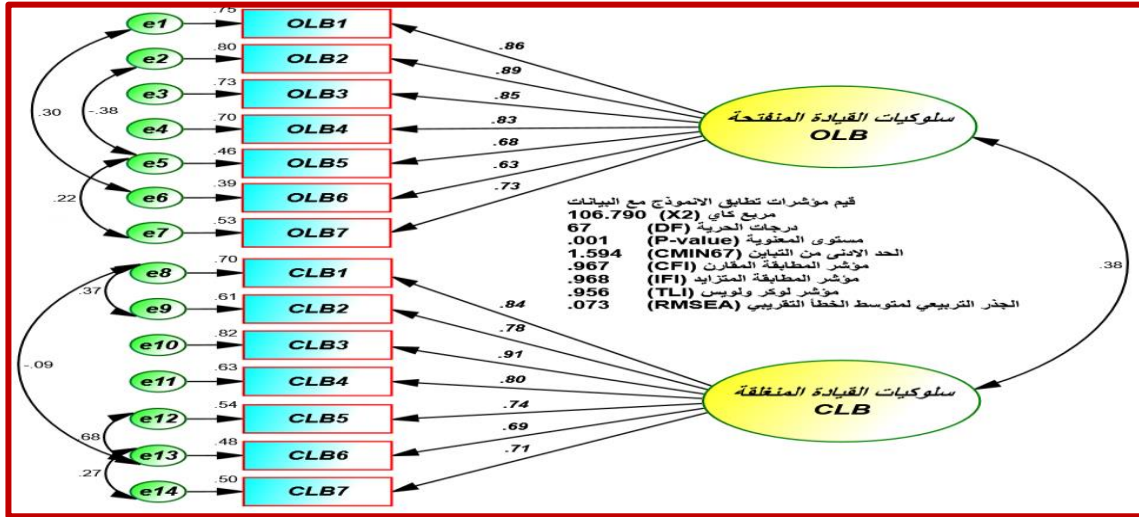 .75
e1
OLB1
.86
.80
e2
OLB2
.89
.73
e3
OLB3
.85
.70
e4
OLB4
.83
.46
e5
OLB5
.68
.39
e6
OLB6
.63
.53
e7
OLB7
.73
.30
-.38
.22
سلوكيات القيادة المنفتحة
OLB
قيم مؤشرات تطابق الانموذج مع البيانات
مربع كاي (X2) 106.790
درجات الحرية (DF) 67
مستوى المعنوية (P-value) .001
الحد الادنى من التباين (CMIN67) 1.594
مؤشر المطابقة المقارن (CFI) .967
مؤشر المطابقة المتزايد (IFI) .968
مؤشر لوكر ولويس (TLI) .956
الجذر التربيعي لمتوسط الخطأ التقريبي (RMSEA) .073
.38
.70
e8
CLB1
.84
.61
e9
CLB2
.78
.82
e10
CLB3
.91
.63
e11
CLB4
.80
.54
e12
CLB5
.74
.48
e13
CLB6
.69
.50
e14
CLB7
.71
.37
-.09
.68
.27
سلوكيات القيادة المنغلقة
CLB